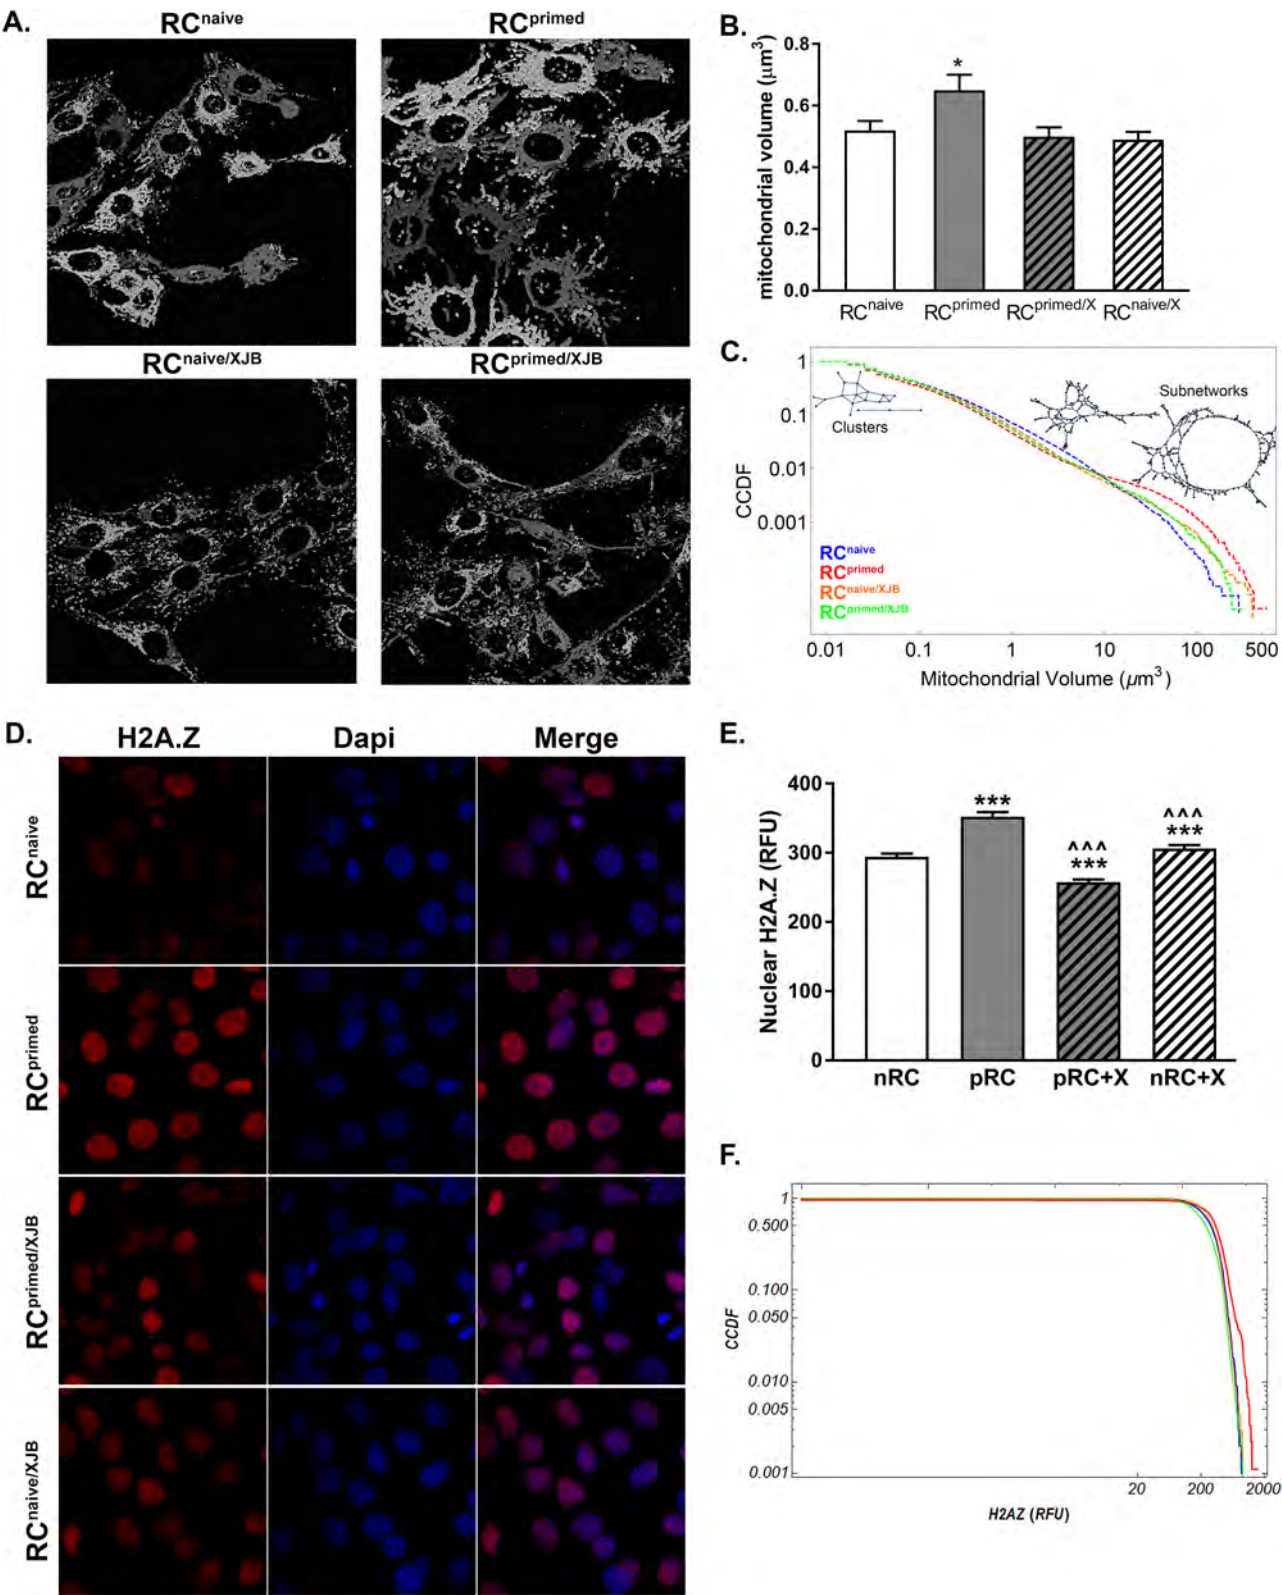 A.
RCnaive
RCprimed
RCnaive/XJB
RCprimed/XJB
B.
mitochondrial volume (μm3)
0.8
0.6
0.4
0.2
0.0
*
RCnaive
RCprimed
RCprimed/X
RCnaive/X
C.
CCDF
1
0.1
0.01
0.001
Clusters
Subnetworks
RCnaive
RCprimed
RCnaive/XJB
RCprimed/XJB
0.01
0.1
1
10
100
500
Mitochondrial Volume (μm3)
D.
H2A.Z
Dapi
Merge
RCnaive
RCprimed
RCprimed/XJB
RCnaive/XJB
E.
Nuclear H2A.Z (RFU)
400
300
200
100
0
***
^^^
***
^^^
***
nRC
pRC
pRC+X
nRC+X
F.
CCDF
1
0.500
0.100
0.050
0.010
0.005
0.001
20
200
2000
H2AZ (RFU)